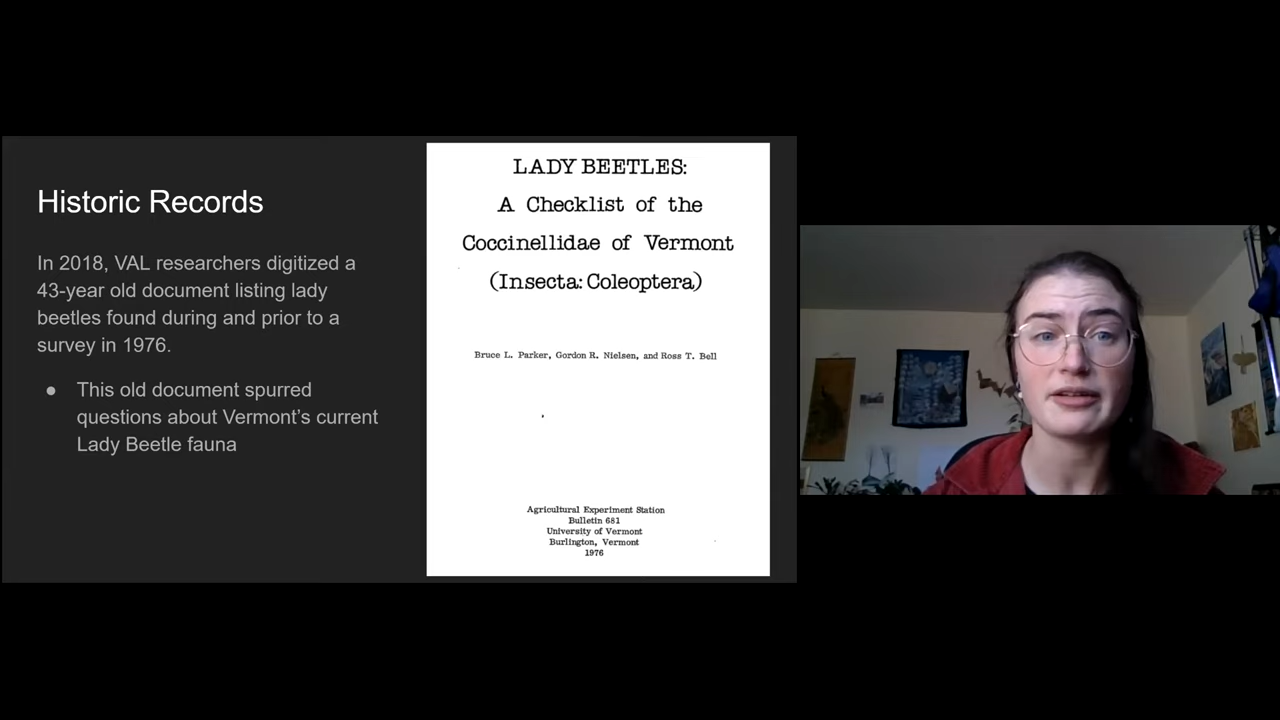 Historic Records
In 2018, VAL researchers digitized a
43-year old document listing lady
beetles found during and prior to a
survey in 1976.
● This old document spurred
questions about Vermont’s current
Lady Beetle fauna
LADY BEETLES:
A Checklist of the
Coccinellidae of Vermont
(Insecta: Coleoptera)
Bruce L. Parker, Gordon R. Nielsen, and Ross T. Bell
Agricultural Experiment Station
Bulletin 681
University of Vermont
Burlington, Vermont
1976